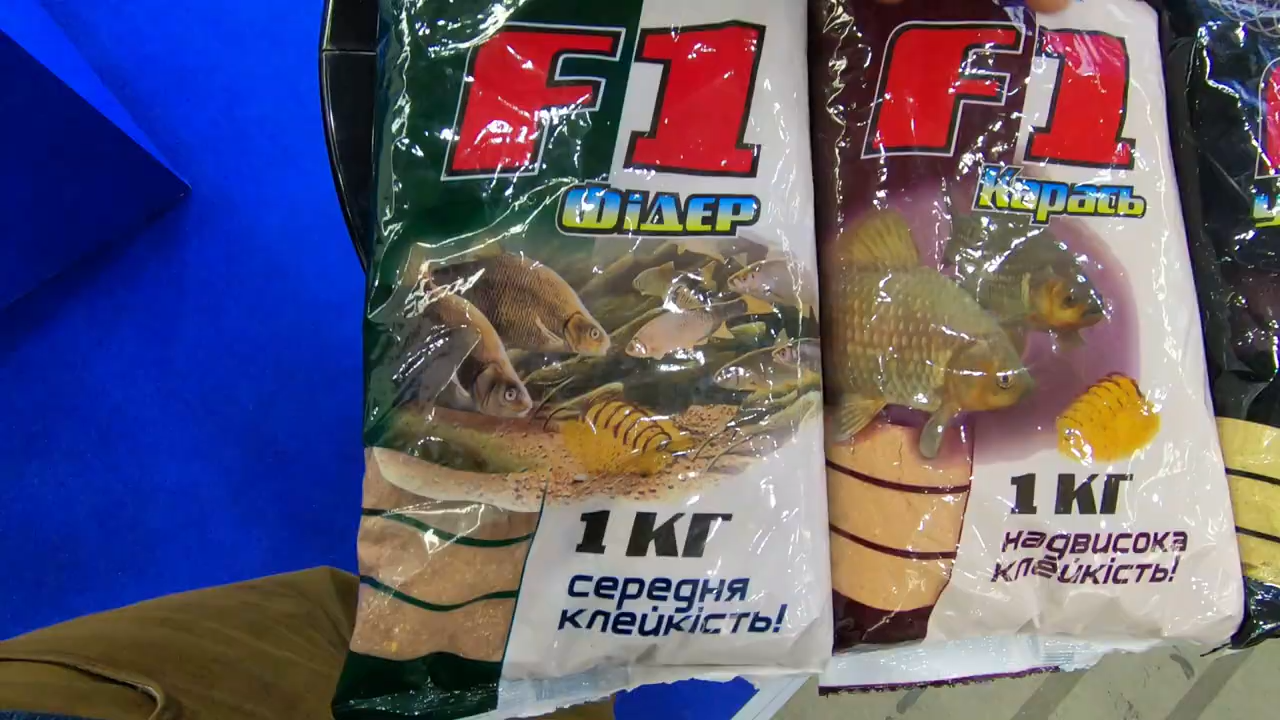 F1
Фідер
1 КГ
середня
клейкість!
F1
Карась
1 КГ
надвисока
клейкість!